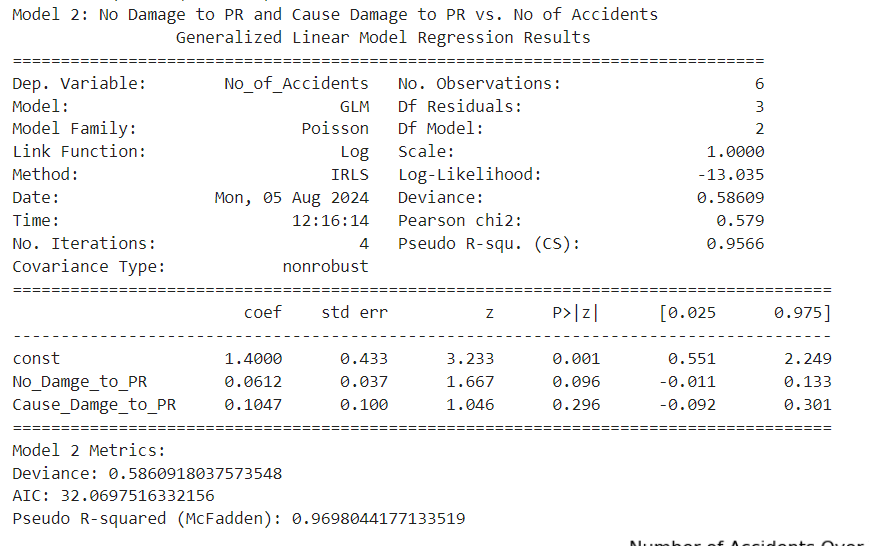 Model 2: No Damage to PR and Cause Damage to PR vs. No of Accidents
Generalized Linear Model Regression Results
==============================================================================
Dep. Variable: No_of_Accidents No. Observations: 6
Model: GLM Df Residuals: 3
Model Family: Poisson Df Model: 2
Link Function: Log Scale: 1.0000
Method: IRLS Log-Likelihood: -13.035
Date: Mon, 05 Aug 2024 Deviance: 0.58609
Time: 12:16:14 Pearson chi2: 0.579
No. Iterations: 4 Pseudo R-squ. (CS): 0.9566
Covariance Type: nonrobust
=====================================================================================
coef std err z P>|z| [0.025 0.975]
-------------------------------------------------------------------------------------
const 1.4000 0.433 3.233 0.001 0.551 2.249
No_Damge_to_PR 0.0612 0.037 1.667 0.096 -0.011 0.133
Cause_Damge_to_PR 0.1047 0.100 1.046 0.296 -0.092 0.301
=====================================================================================
Model 2 Metrics:
Deviance: 0.5860918037573548
AIC: 32.0697516332156
Pseudo R-squared (McFadden): 0.9698044177133519
Number of Accidents Over